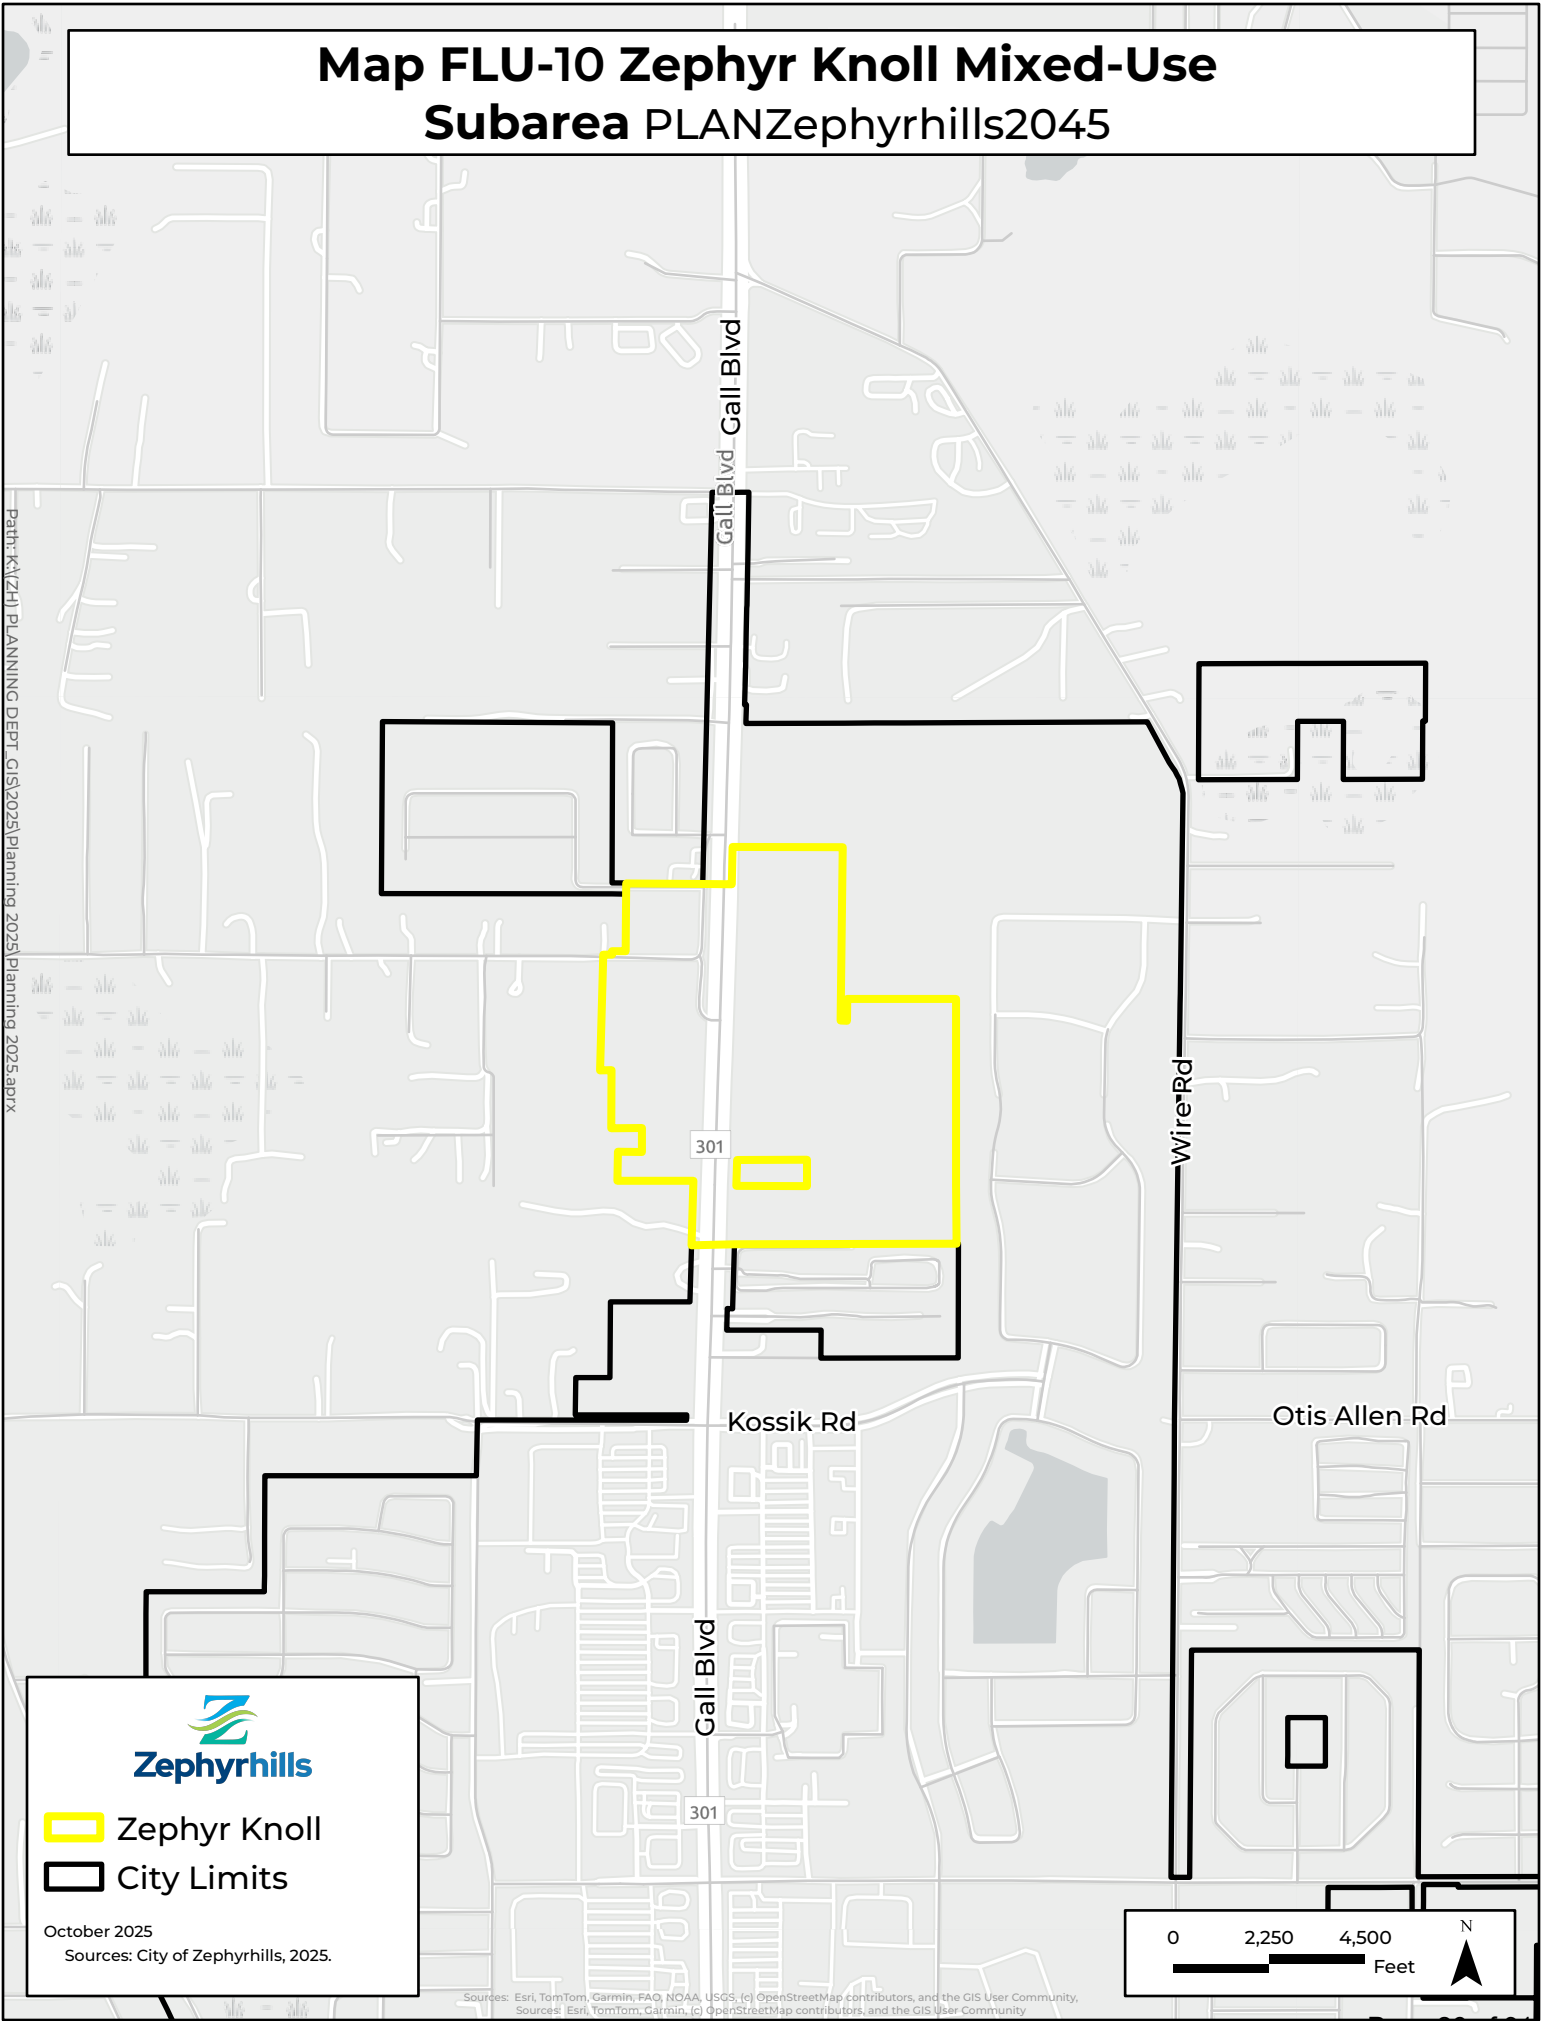 Map FLU-10 Zephyr Knoll Mixed-Use
Subarea PLANZephyrhills2045
Gall Blvd
Gall Blvd
Path: K:\(ZH) PLANNING DEPT_GIS\2025\Planning 2025\Planning 2025.aprx
Wire Rd
301
Kossik Rd
Otis Allen Rd
Gall Blvd
301
Zephyrhills
Zephyr Knoll
City Limits
October 2025
Sources: City of Zephyrhills, 2025.
0 2,250 4,500
Feet
N
Sources: Esri, TomTom, Garmin, FAO, NOAA, USGS, (c) OpenStreetMap contributors, and the GIS User Community,
Sources: Esri, TomTom, Garmin, (c) OpenStreetMap contributors, and the GIS User Community